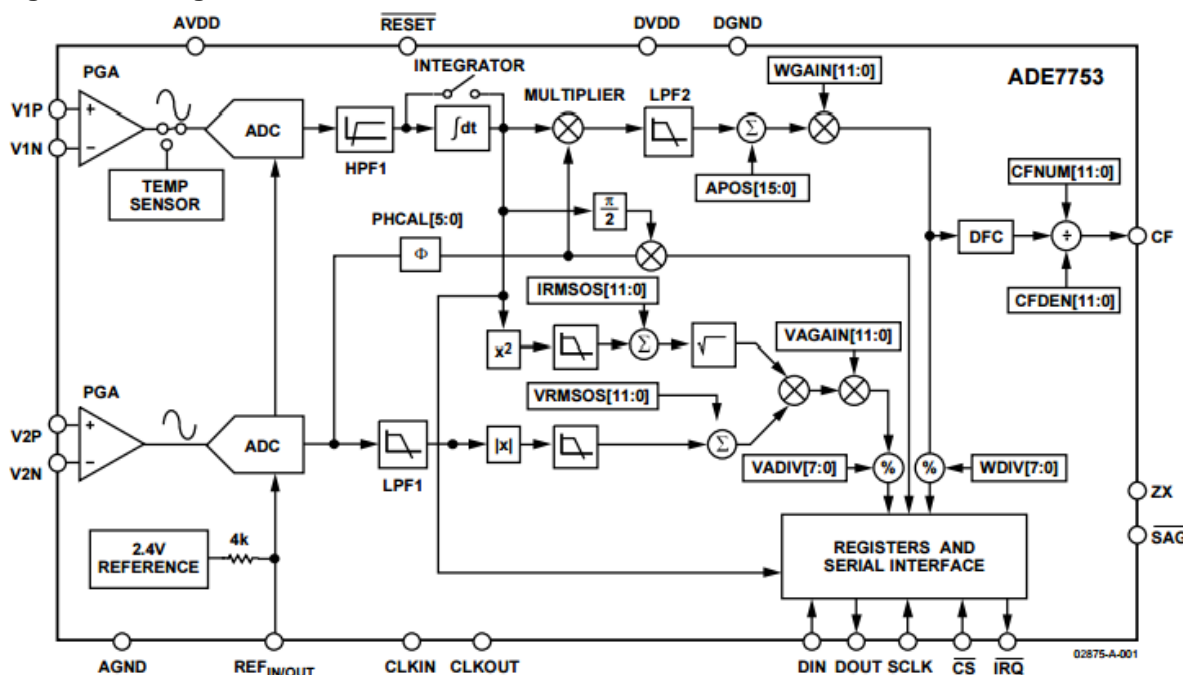 AVDD
RESET
DVDD
DGND
PGA
INTEGRATOR
WGAIN[11:0]
ADE7753
MULTIPLIER
LPF2
V1P
+
ADC
∫dt
Σ
V1N
−
HPF1
TEMP
SENSOR
APOS[15:0]
CFNUM[11:0]
π
2
PHCAL[5:0]
DFC
÷
CF
Φ
IRMSOS[11:0]
CFDEN[11:0]
x²
Σ
√
VAGAIN[11:0]
PGA
VRMSOS[11:0]
V2P
+
ADC
|x|
Σ
V2N
−
LPF1
VADIV[7:0]
%
%
WDIV[7:0]
ZX
2.4V
REFERENCE
4k
REGISTERS AND
SERIAL INTERFACE
SAG
AGND
REFIN/OUT
CLKIN
CLKOUT
DIN
DOUT
SCLK
CS
IRQ
02875-A-001